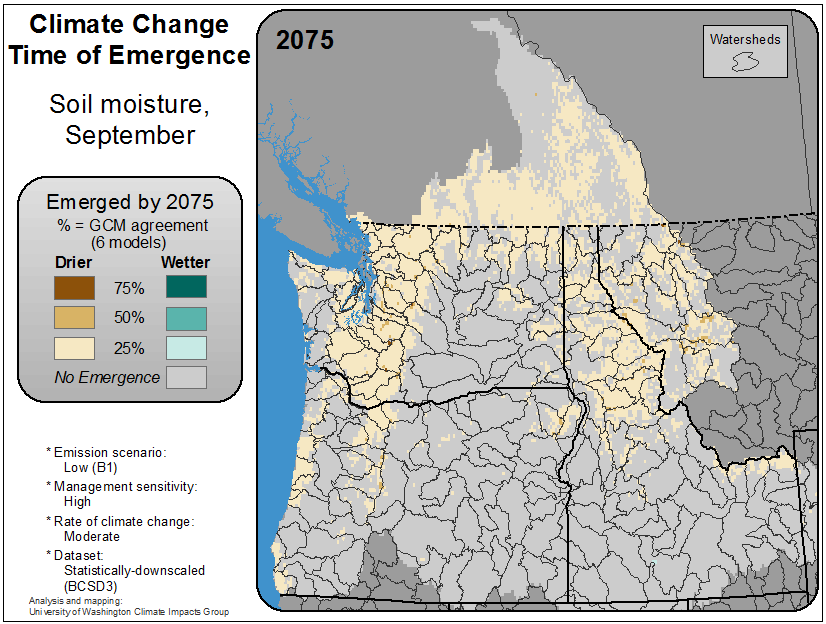 Climate Change
Time of Emergence
Soil moisture,
September
Emerged by 2075
% = GCM agreement
(6 models)
Drier Wetter
75%
50%
25%
No Emergence
* Emission scenario:
Low (B1)
* Management sensitivity:
High
* Rate of climate change:
Moderate
* Dataset:
Statistically-downscaled
(BCSD3)
Analysis and mapping:
University of Washington Climate Impacts Group
2075
Watersheds